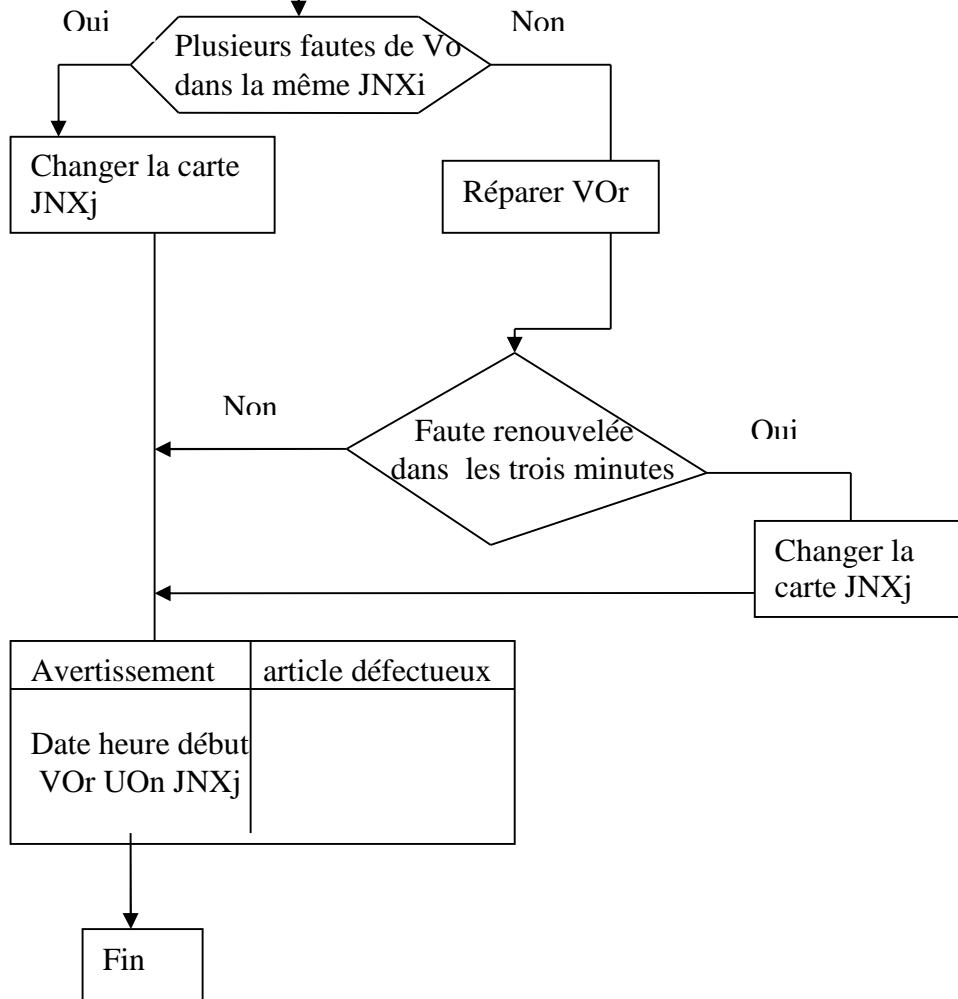 Oui
Non
Plusieurs fautes de Vo
dans la même JNXi
Changer la carte
JNXj
Réparer VOr
Non
Faute renouvelée
dans les trois minutes
Oui
Changer la
carte JNXj
Avertissement
article défectueux
Date heure début
VOr UOn JNXj
Fin